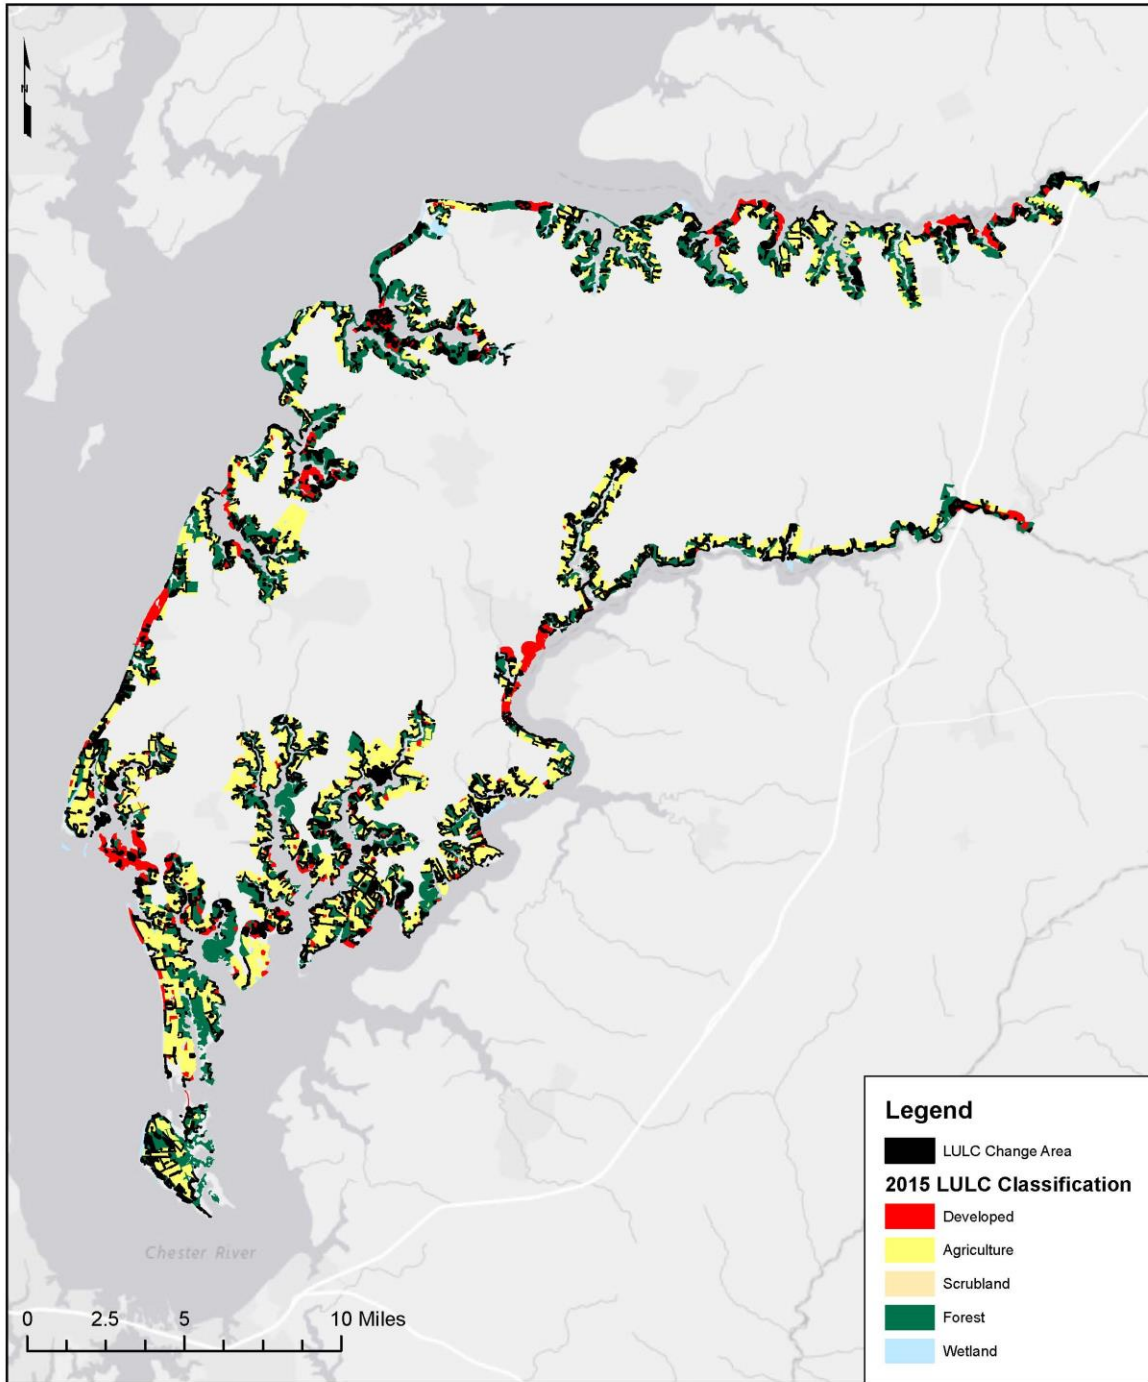 N
Chester River
0 2.5 5 10 Miles
Legend
LULC Change Area
2015 LULC Classification
Developed
Agriculture
Scrubland
Forest
Wetland